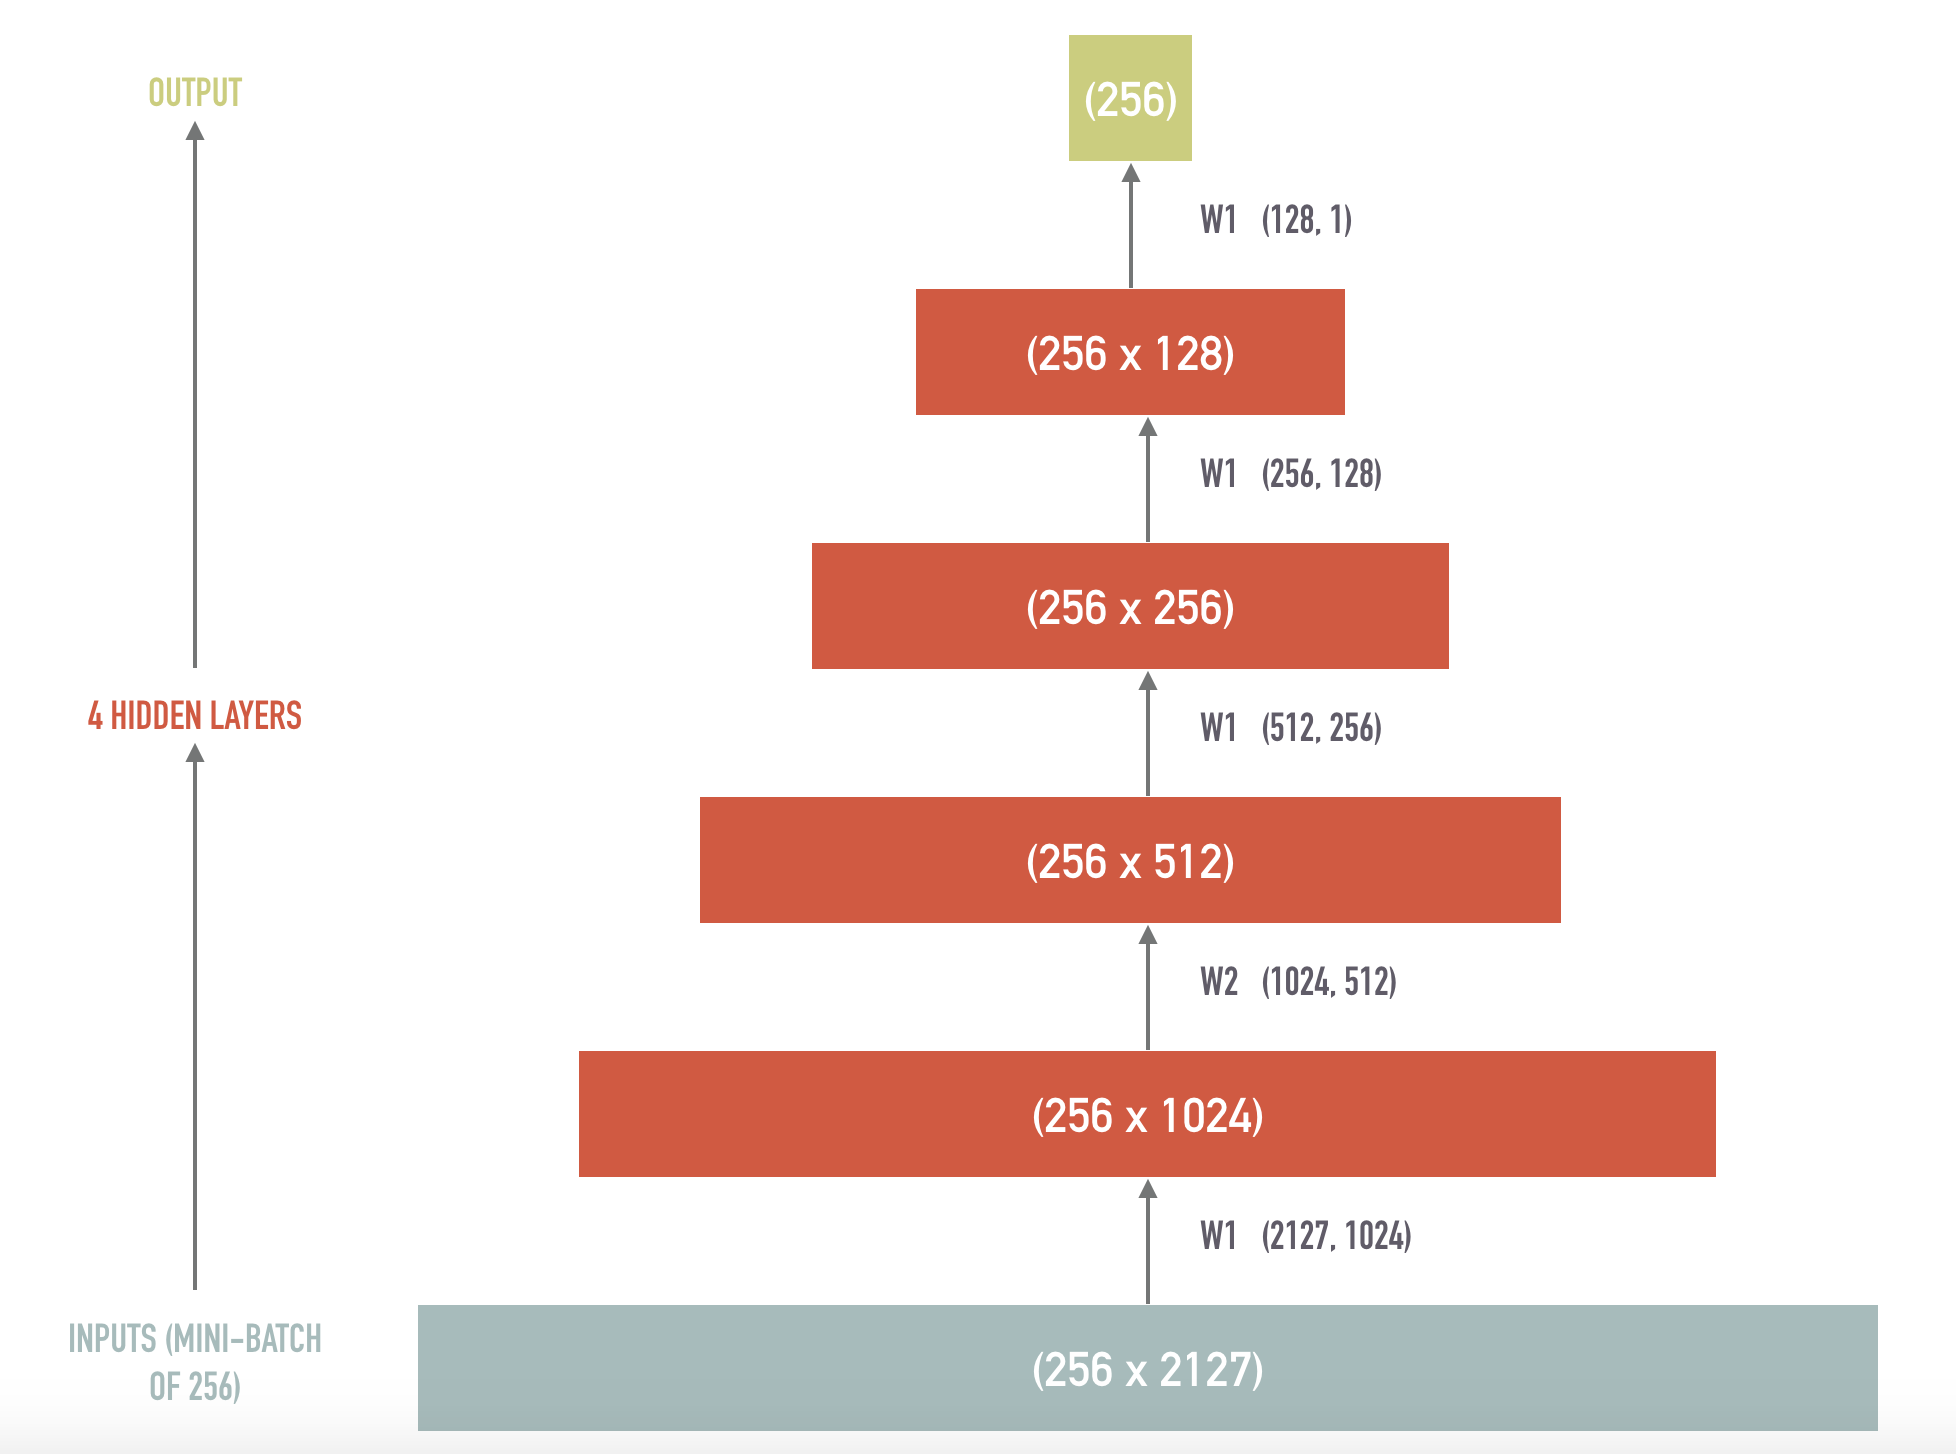 OUTPUT
(256)
W1 (128, 1)
(256 x 128)
W1 (256, 128)
(256 x 256)
4 HIDDEN LAYERS
W1 (512, 256)
(256 x 512)
W2 (1024, 512)
(256 x 1024)
W1 (2127, 1024)
INPUTS (MINI-BATCH
OF 256)
(256 x 2127)